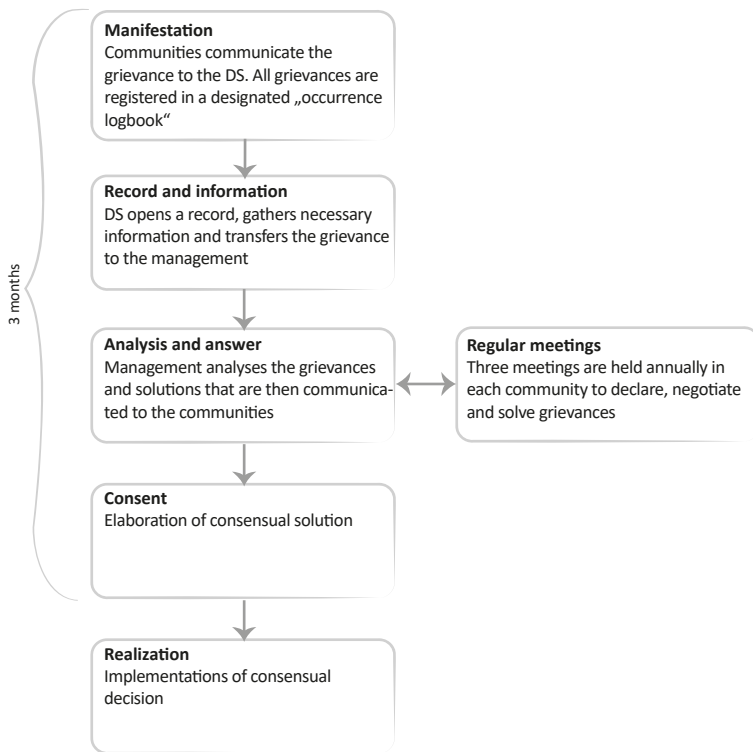 Manifestation
Communities communicate the
grievance to the DS. All grievances are
registered in a designated „occurrence
logbook“
Record and information
DS opens a record, gathers necessary
information and transfers the grievance
to the management
3 months
Analysis and answer
Management analyses the grievances
and solutions that are then communica-
ted to the communities
Regular meetings
Three meetings are held annually in
each community to declare, negotiate
and solve grievances
Consent
Elaboration of consensual solution
Realization
Implementations of consensual
decision